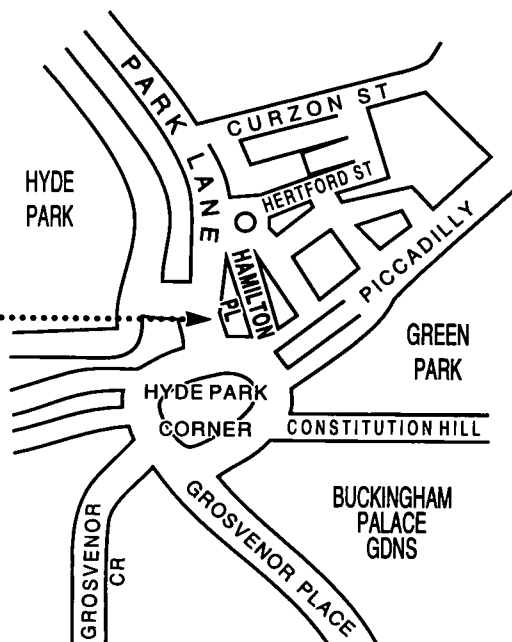 PARK LANE
CURZON ST
HYDE
PARK
HERTFORD ST
HAMILTON
PL
PICCADILLY
GREEN
PARK
HYDE PARK
CORNER
CONSTITUTION HILL
BUCKINGHAM
PALACE
GDNS
GROSVENOR
CR
GROSVENOR PLACE